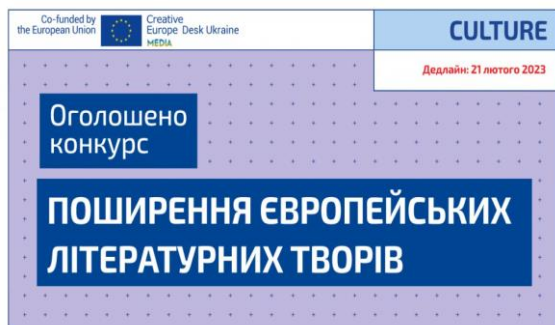 Co-funded by
the European Union
Creative
Europe Desk Ukraine
MEDIA
CULTURE
Дедлайн: 21 лютого 2023
Оголошено
конкурс
ПОШИРЕННЯ ЄВРОПЕЙСЬКИХ
ЛІТЕРАТУРНИХ ТВОРІВ